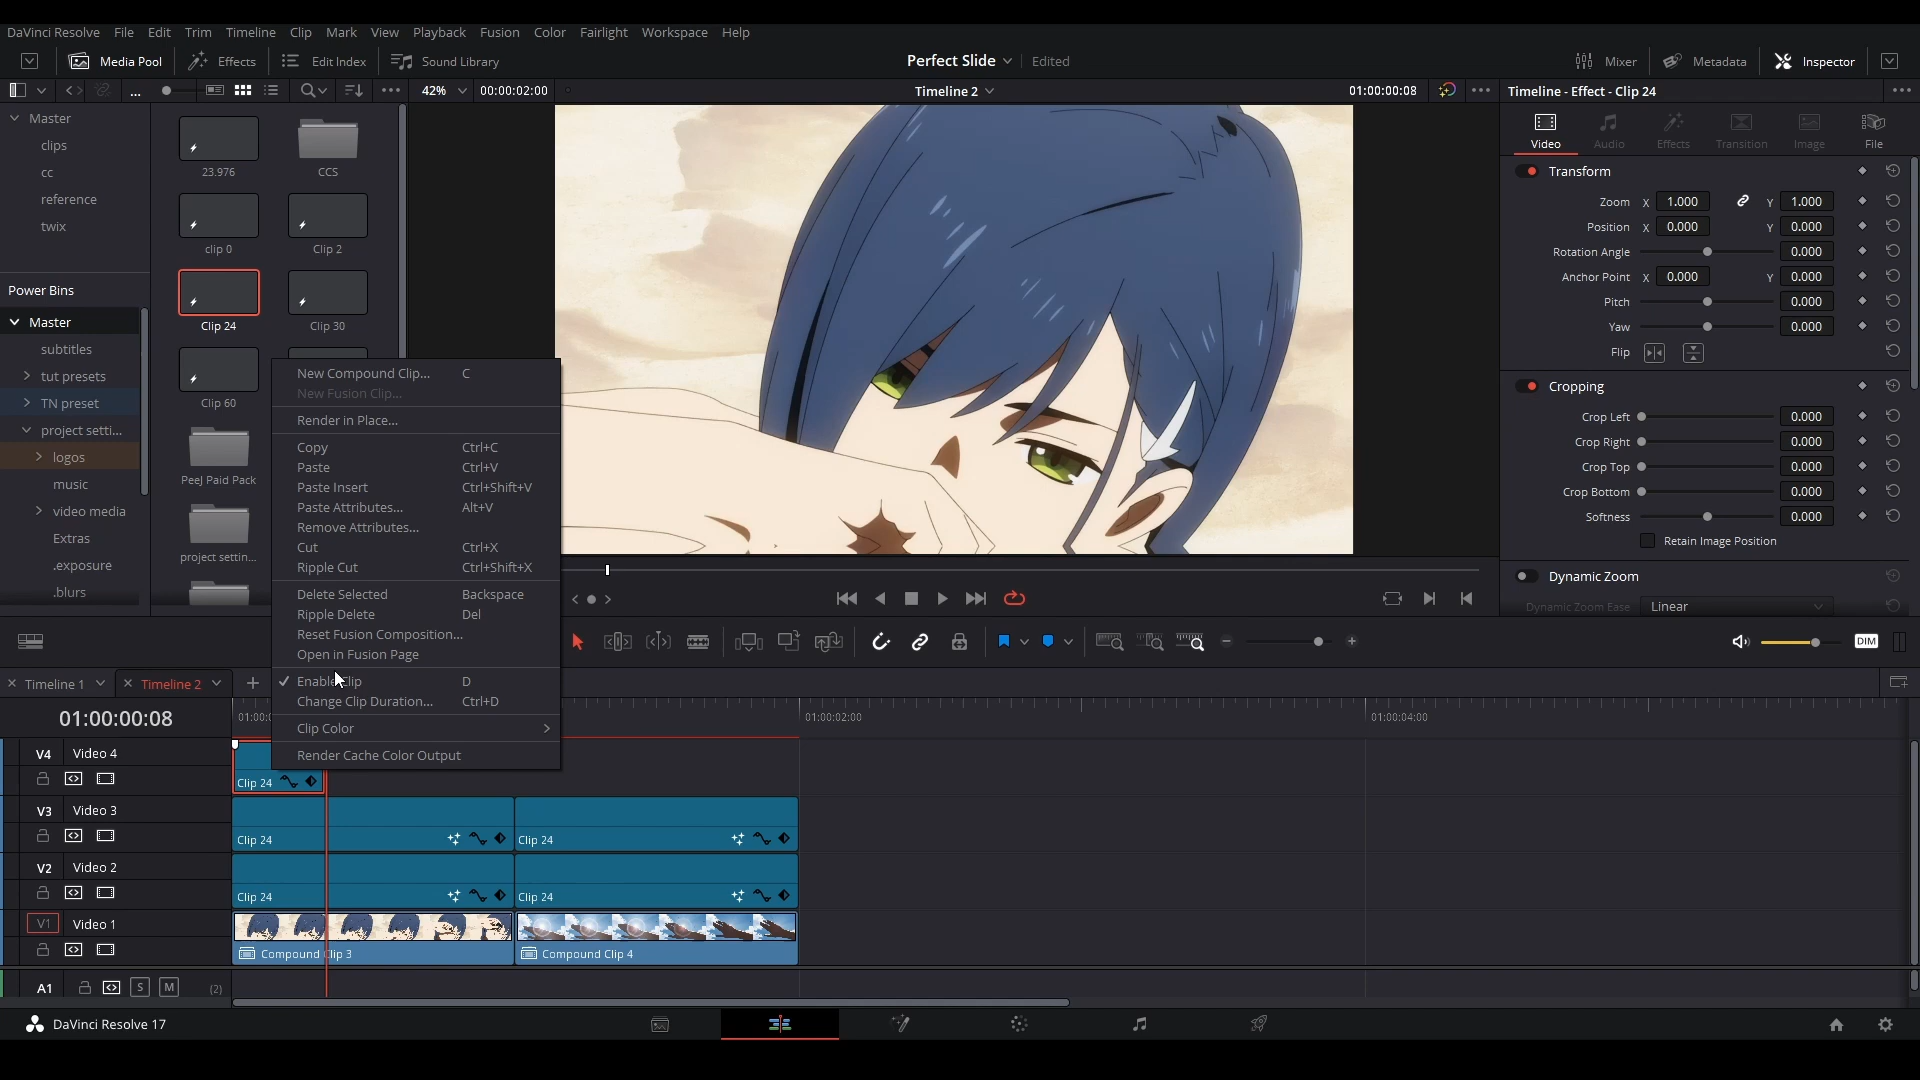 DaVinci Resolve File Edit Trim Timeline Clip Mark View Playback Fusion Color Fairlight Workspace Help
Media Pool Effects Edit Index Sound Library Perfect Slide Edited Mixer Metadata Inspector
... 42% 00:00:02:00 Timeline 2 01:00:00:08 Timeline - Effect - Clip 24
Master
clips
cc
reference
twix
Power Bins
Master
subtitles
tut presets
TN preset
project setti...
logos
music
video media
Extras
.exposure
.blurs
23.976 CCS
clip 0 Clip 2
Clip 24 Clip 30
Clip 60
PeeJ Paid Pack
project settin...
New Compound Clip... C
New Fusion Clip...
Render in Place...
Copy Ctrl+C
Paste Ctrl+V
Paste Insert Ctrl+Shift+V
Paste Attributes... Alt+V
Remove Attributes...
Cut Ctrl+X
Ripple Cut Ctrl+Shift+X
Delete Selected Backspace
Ripple Delete Del
Reset Fusion Composition...
Open in Fusion Page
Enable Clip D
Change Clip Duration... Ctrl+D
Clip Color
Render Cache Color Output
Video Audio Effects Transition Image File
Transform
Zoom X 1.000 Y 1.000
Position X 0.000 Y 0.000
Rotation Angle 0.000
Anchor Point X 0.000 Y 0.000
Pitch 0.000
Yaw 0.000
Flip
Cropping
Crop Left 0.000
Crop Right 0.000
Crop Top 0.000
Crop Bottom 0.000
Softness 0.000
Retain Image Position
Dynamic Zoom
Dynamic Zoom Ease Linear
DIM
Timeline 1 Timeline 2
01:00:00:08 01:00:0 01:00:02:00 01:00:04:00
V4 Video 4
Clip 24
V3 Video 3
Clip 24 Clip 24
V2 Video 2
Clip 24 Clip 24
V1 Video 1
Compound Clip 3 Compound Clip 4
A1 S M (2)
DaVinci Resolve 17